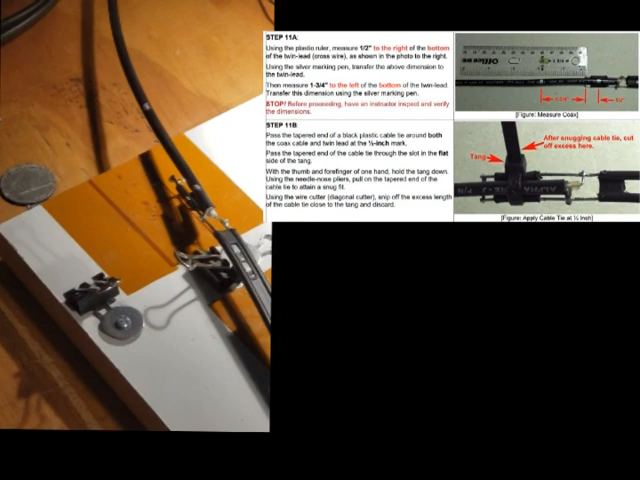 STEP 11A:
Using the plastic ruler, measure 1/2" to the right of the bottom
of the twin-lead (cross wire), as shown in the photo to the right.
Using the silver marking pen, transfer the above dimension to
the twin-lead.
Then measure 1-3/4" to the left of the bottom of the twin-lead.
Transfer this dimension using the silver marking pen.
STOP! Before proceeding, have an instructor inspect and verify
the dimensions.
[Figure: Measure Coax]
STEP 11B:
Pass the tapered end of a black plastic cable tie around both
the coax cable and twin lead at the ½-inch mark.
Pass the tapered end of the cable tie through the slot in the flat
side of the tang.
With the thumb and forefinger of one hand, hold the tang down.
Using the needle-nose pliers, pull on the tapered end of the
cable tie to attain a snug fit.
Using the wire cutter (diagonal cutter), snip off the excess length
of the cable tie close to the tang and discard.
After snugging cable tie, cut
off excess here.
Tang
[Figure: Apply Cable Tie at ½ Inch]